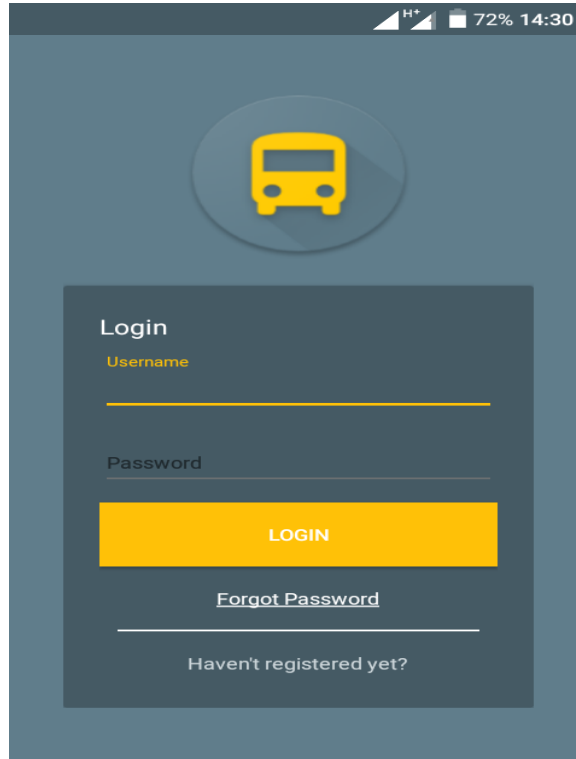 H+ 72% 14:30
Login
Username
Password
LOGIN
Forgot Password
Haven't registered yet?